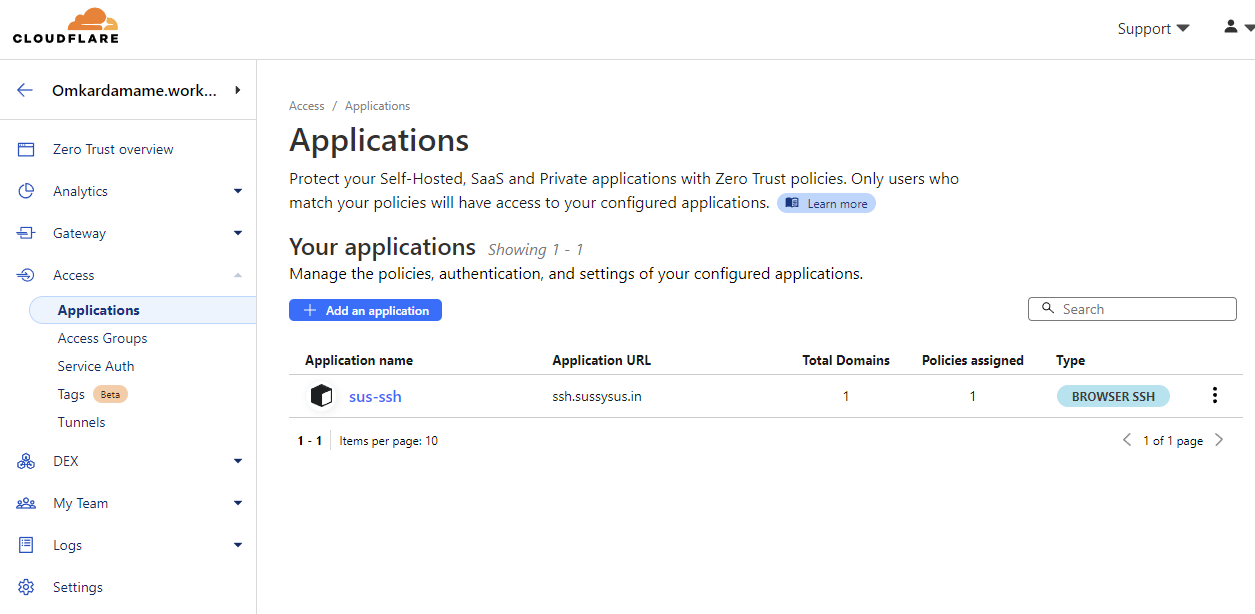 CLOUDFLARE
Support
Omkardamame.work...
Zero Trust overview
Analytics
Gateway
Access
Applications
Access Groups
Service Auth
Tags Beta
Tunnels
DEX
My Team
Logs
Settings
Access / Applications
Applications
Protect your Self-Hosted, SaaS and Private applications with Zero Trust policies. Only users who
match your policies will have access to your configured applications. Learn more
Your applications Showing 1 - 1
Manage the policies, authentication, and settings of your configured applications.
+ Add an application
Search
Application name Application URL Total Domains Policies assigned Type
sus-ssh ssh.sussysus.in 1 1 BROWSER SSH
1 - 1 Items per page: 10 1 of 1 page